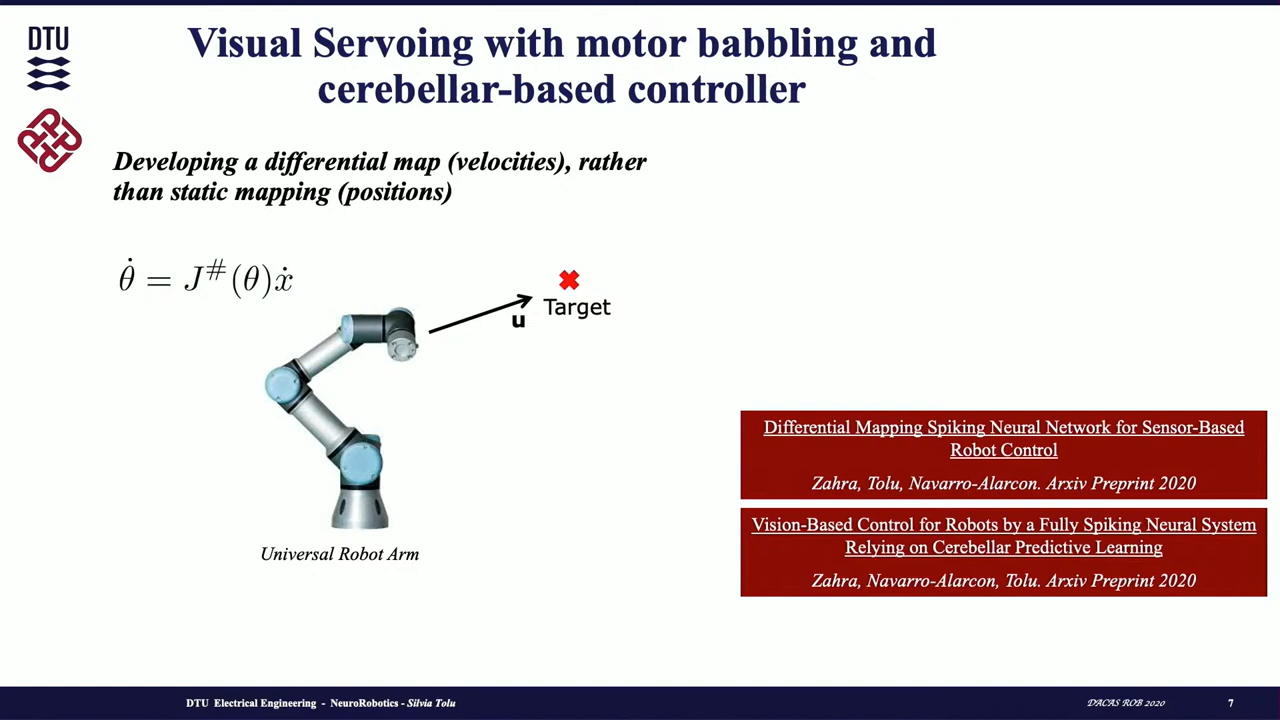 DTU
Visual Servoing with motor babbling and
cerebellar-based controller
Developing a differential map (velocities), rather
than static mapping (positions)
θ̇ = J^#(θ)ẋ
u
Target
Universal Robot Arm
Differential Mapping Spiking Neural Network for Sensor-Based
Robot Control
Zahra, Tolu, Navarro-Alarcon. Arxiv Preprint 2020
Vision-Based Control for Robots by a Fully Spiking Neural System
Relying on Cerebellar Predictive Learning
Zahra, Navarro-Alarcon, Tolu. Arxiv Preprint 2020
DTU Electrical Engineering - NeuroRobotics - Silvia Tolu
DACAS ROB 2020
7